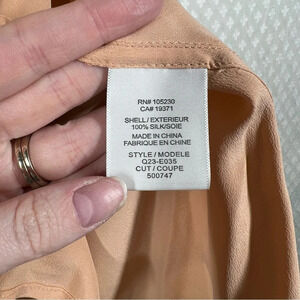 RN# 105230
CA# 19371
SHELL/EXTERIEUR
100% SILK/SOIE
MADE IN CHINA
FABRIQUE EN CHINE
STYLE / MODELE
Q23-E035
CUT / COUPE
500747